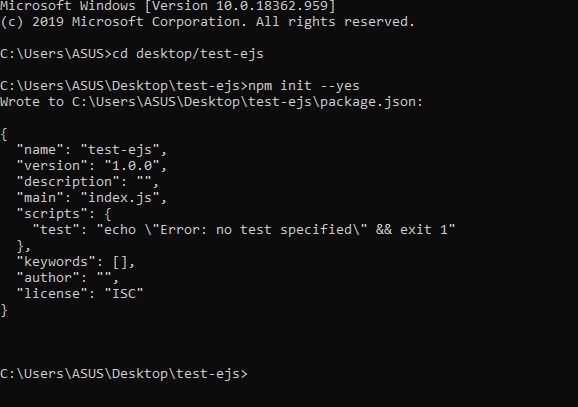 Microsoft Windows [Version 10.0.18362.959]
(c) 2019 Microsoft Corporation. All rights reserved.
C:\Users\ASUS>cd desktop/test-ejs
C:\Users\ASUS\Desktop\test-ejs>npm init --yes
Wrote to C:\Users\ASUS\Desktop\test-ejs\package.json:
{
  "name": "test-ejs",
  "version": "1.0.0",
  "description": "",
  "main": "index.js",
  "scripts": {
    "test": "echo \"Error: no test specified\" && exit 1"
  },
  "keywords": [],
  "author": "",
  "license": "ISC"
}
C:\Users\ASUS\Desktop\test-ejs>